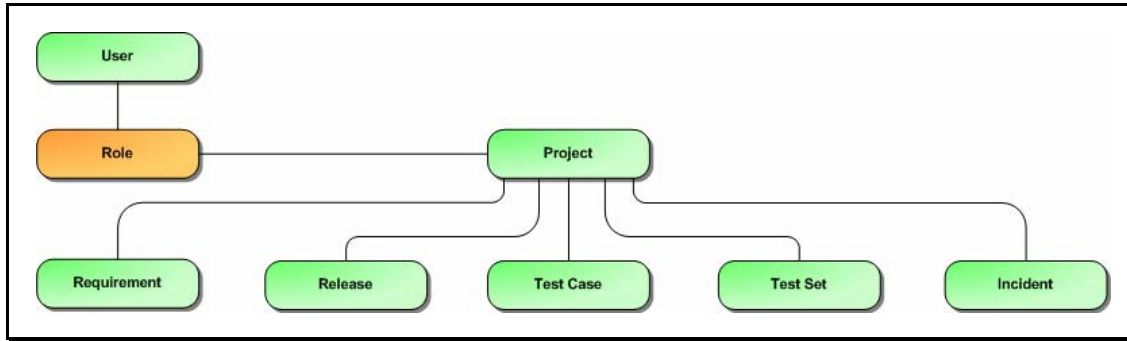 User
Role
Project
Requirement
Release
Test Case
Test Set
Incident